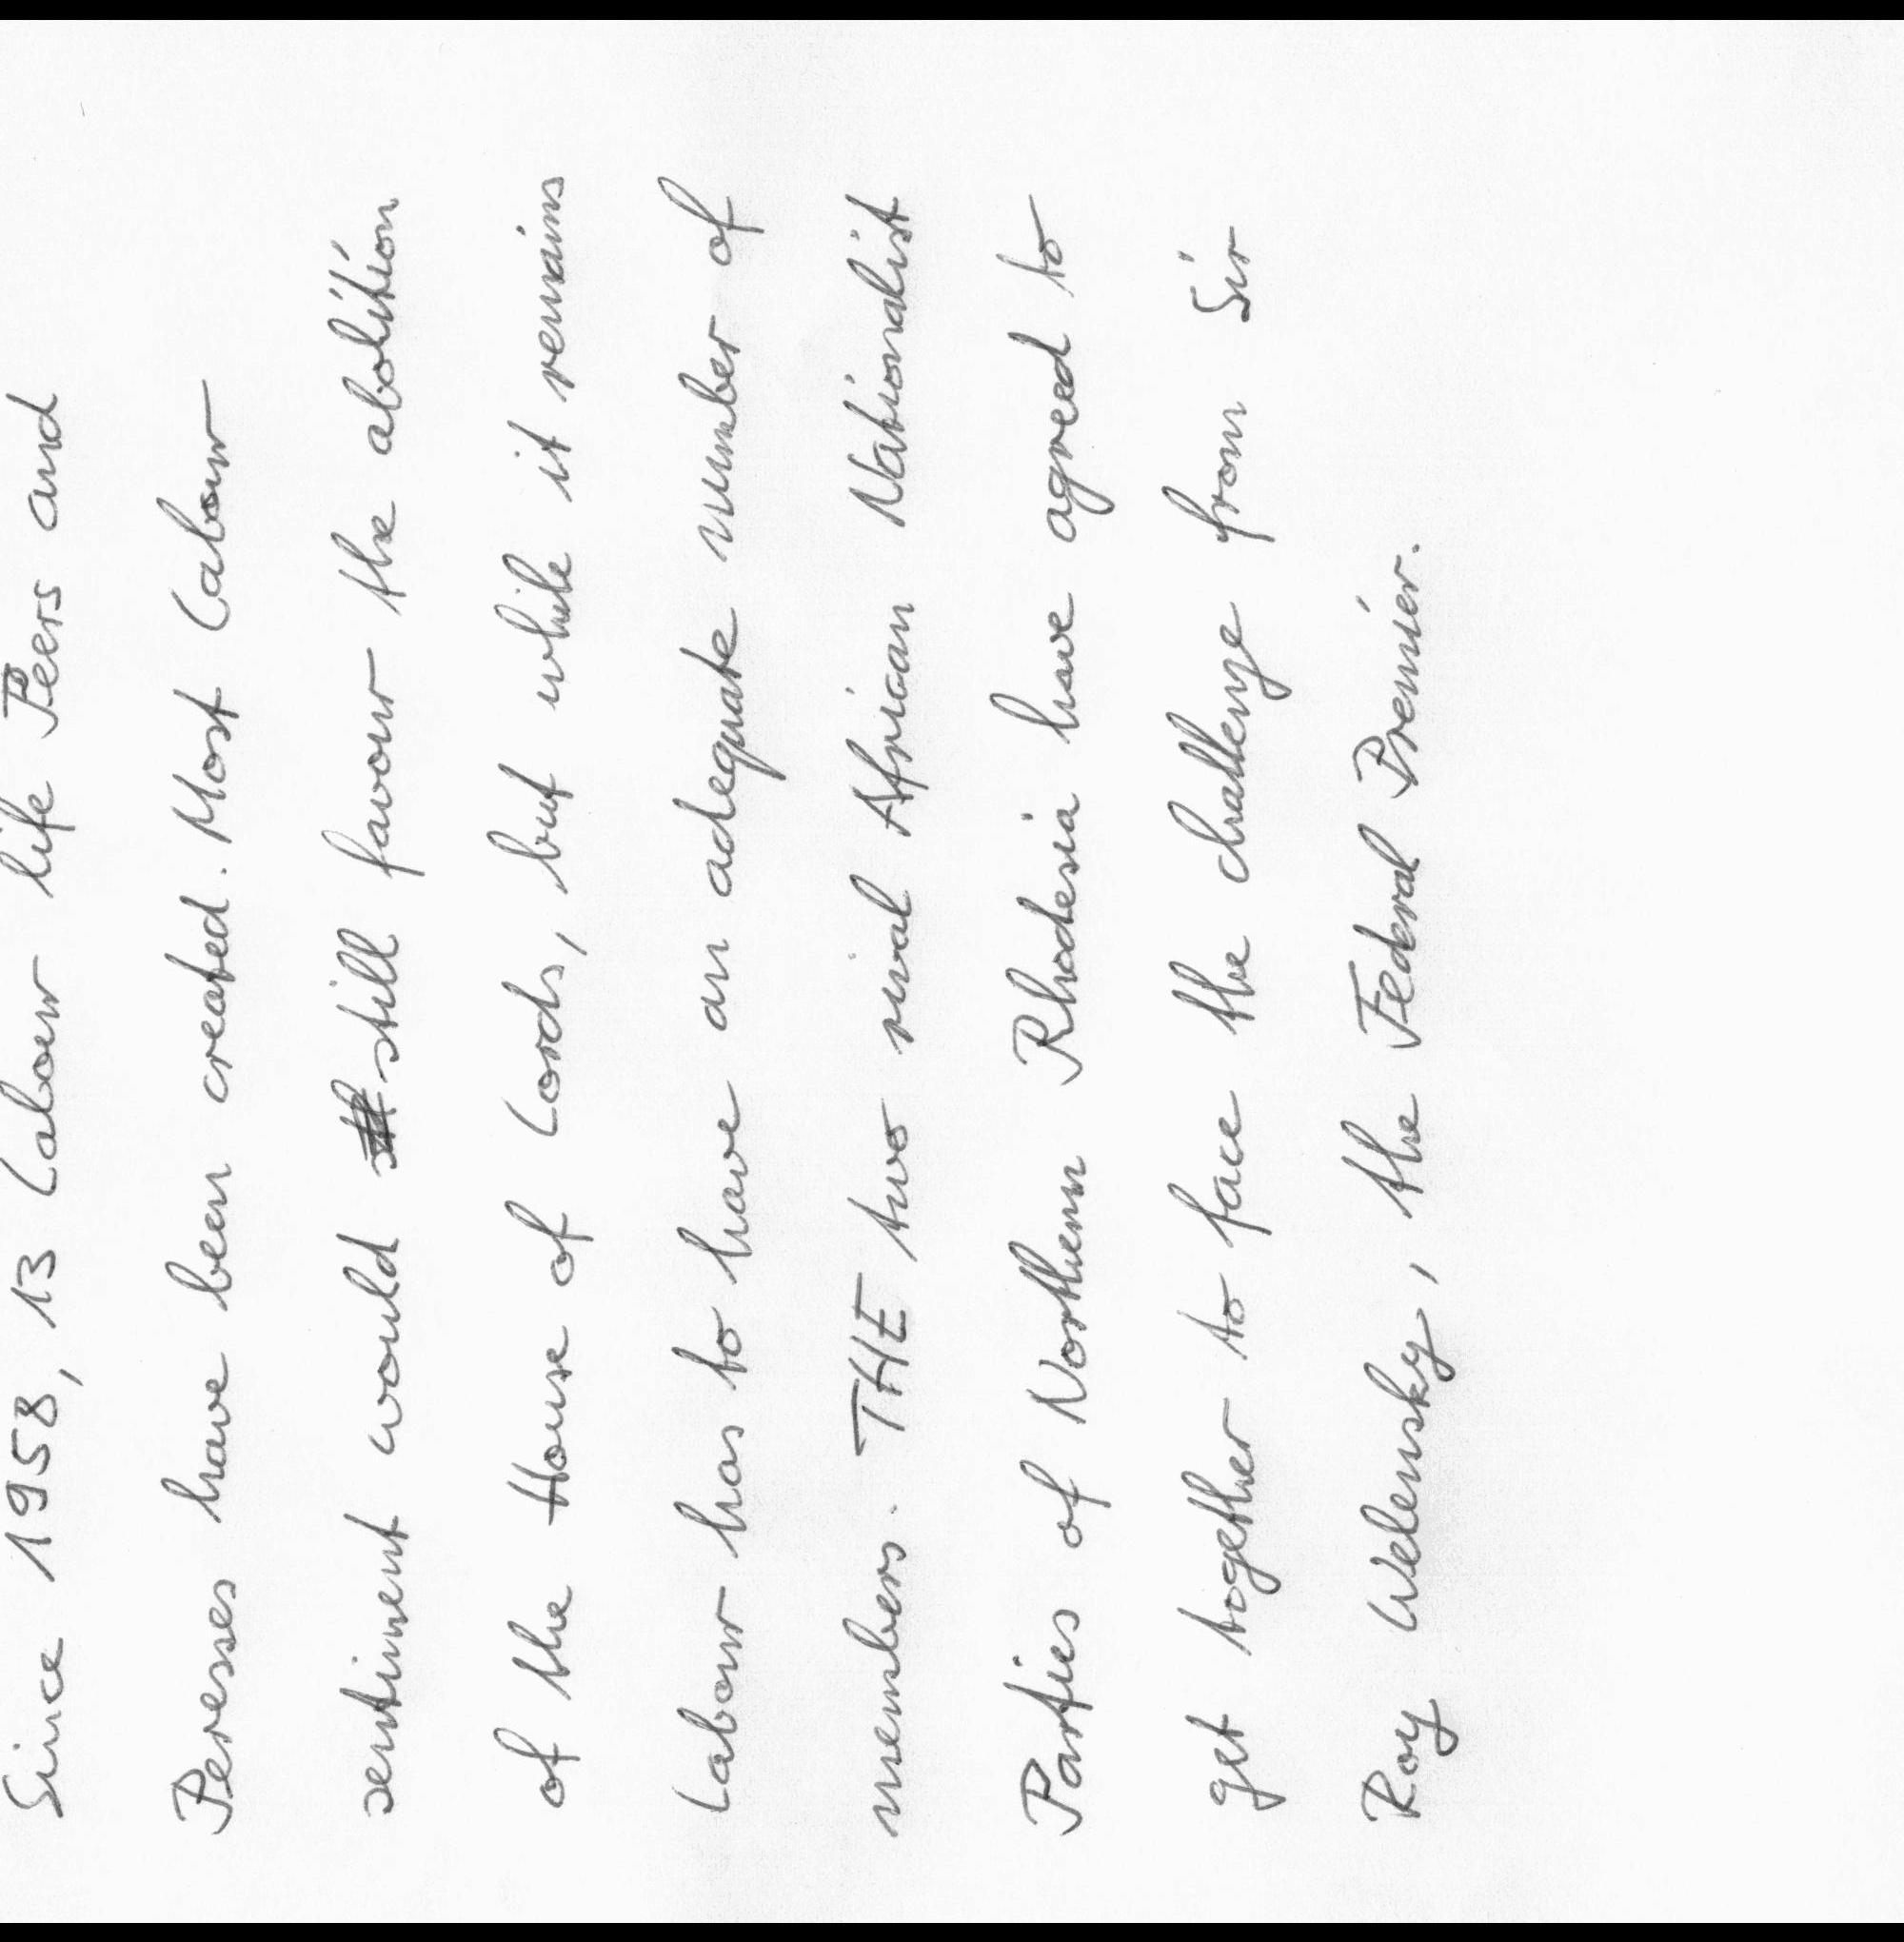 Since 1958, 13 Labour life Peers and
Peresses have been created. Most Labour
sentiment would still favour the abolition
of the House of Lords, but while it remains
Labour has to have an adequate number of
members. THE two rival African Nationalist
Parties of Northern Rhodesia have agreed to
get together to face the challenge from Sir
Roy Welensky, the Federal Premier.